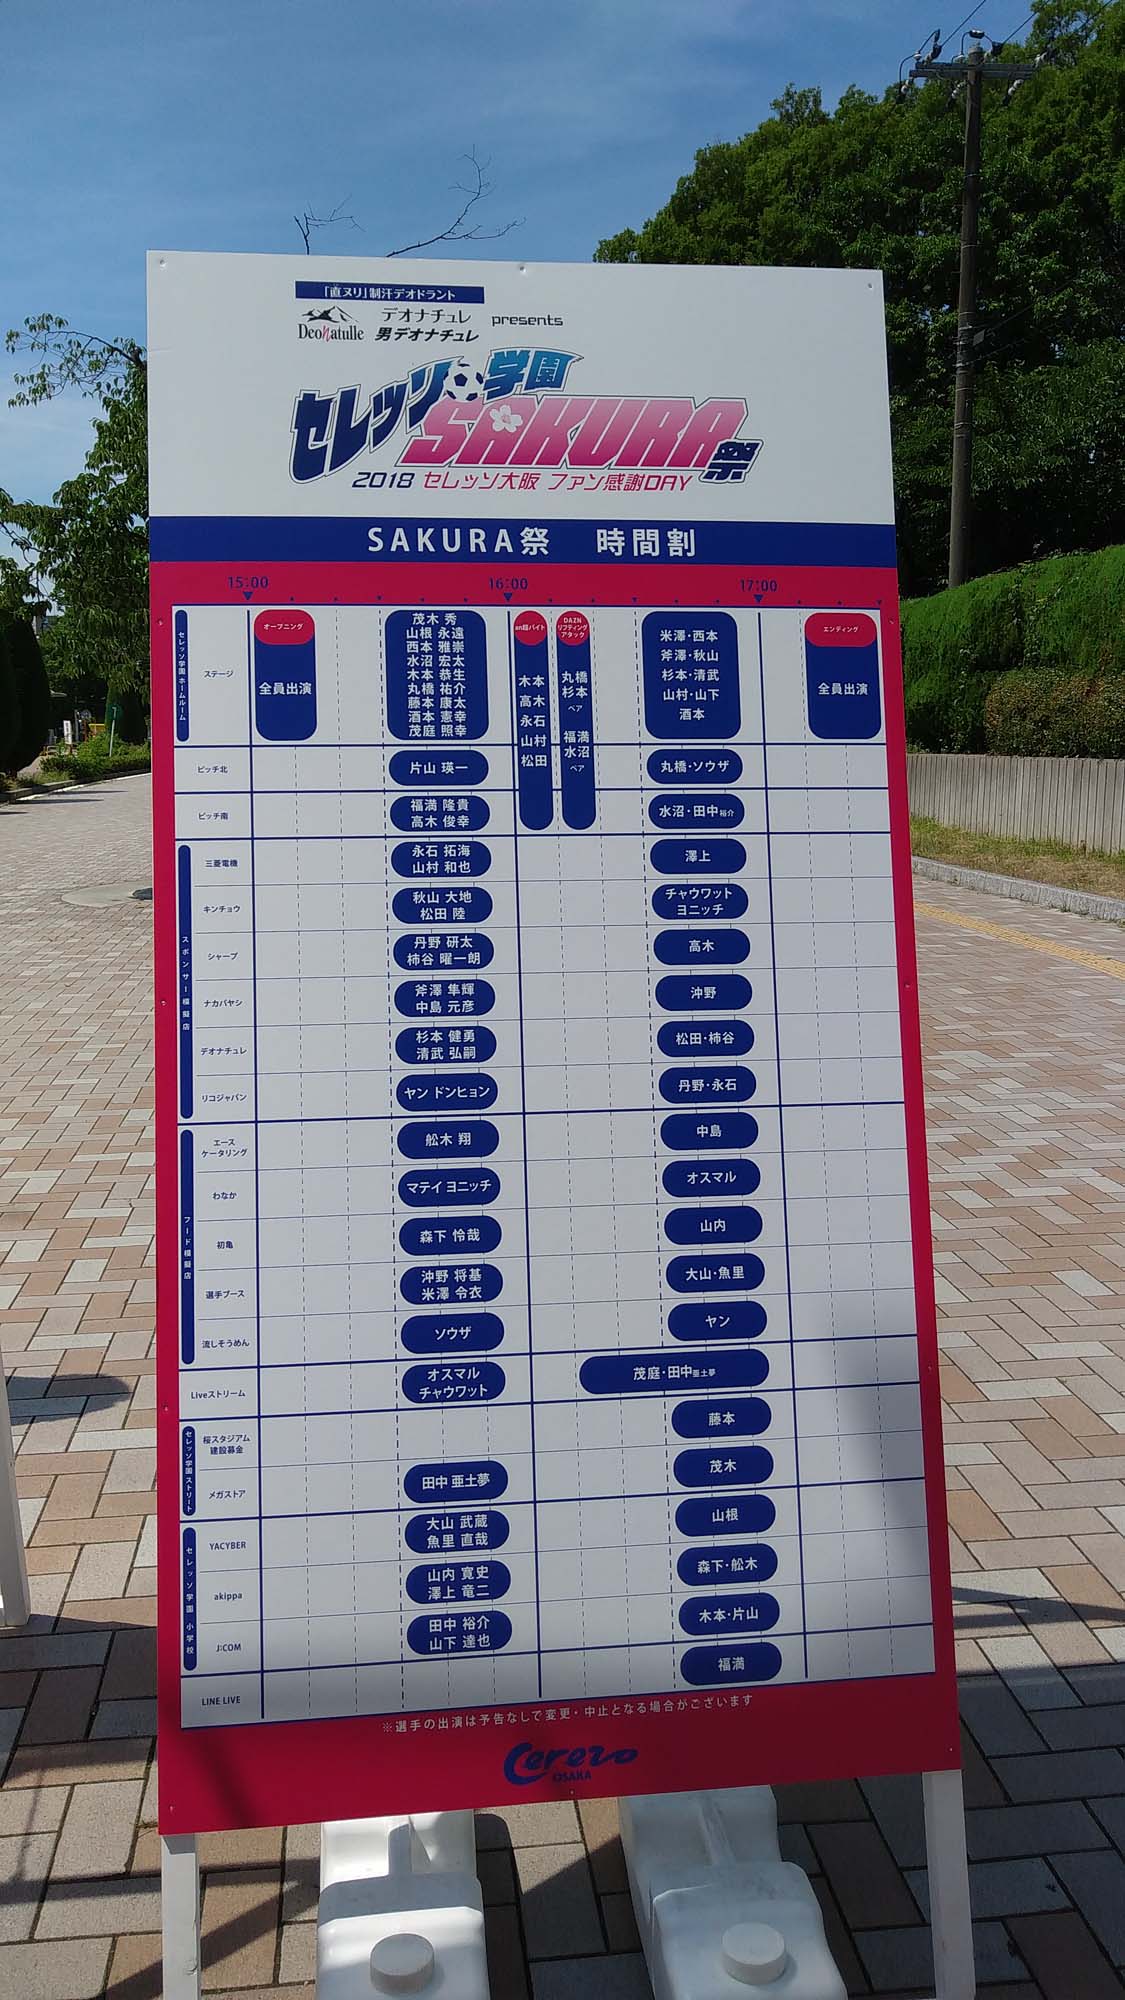 「直ヌリ」制汗デオドラント
Deonatulle
デオナチュレ
男デオナチュレ
presents
セレッソ学園
SAKURA祭
2018 セレッソ大阪 ファン感謝DAY
SAKURA祭 時間割
15:00 16:00 17:00
セレッソ学園 ホームルーム
ステージ
オープニング
全員出演
茂木 秀
山根 永遠
西本 雅崇
水沼 宏太
木本 恭生
丸橋 祐介
藤本 康太
酒本 憲幸
茂庭 照幸
an超バイト
木本
高木
永石
山村
松田
DAZN
リフティング
アタック
丸橋
杉本
ペア
福満
水沼
ペア
米澤・西本
斧澤・秋山
杉本・清武
山村・山下
酒本
エンディング
全員出演
ピッチ北
片山 瑛一
丸橋・ソウザ
ピッチ南
福満 隆貴
高木 俊幸
水沼・田中裕介
スポンサー模擬店
三菱電機
永石 拓海
山村 和也
澤上
キンチョウ
秋山 大地
松田 陸
チャウワット
ヨニッチ
シャープ
丹野 研太
柿谷 曜一朗
高木
ナカバヤシ
斧澤 隼輝
中島 元彦
沖野
デオナチュレ
杉本 健勇
清武 弘嗣
松田・柿谷
リコジャパン
ヤン ドンヒョン
丹野・永石
フード模擬店
エース
ケータリング
舩木 翔
中島
わなか
マテイ ヨニッチ
オスマル
初亀
森下 怜哉
山内
選手ブース
沖野 将基
米澤 令衣
大山・魚里
流しそうめん
ソウザ
ヤン
Liveストリーム
オスマル
チャウワット
茂庭・田中亜土夢
セレッソ学園 ストリート
桜スタジアム
建設募金
藤本
メガストア
田中 亜土夢
茂木
セレッソ学園 小学校
YACYBER
大山 武蔵
魚里 直哉
山根
akippa
山内 寛史
澤上 竜二
森下・舩木
J:COM
田中 裕介
山下 達也
木本・片山
LINE LIVE
福満
※選手の出演は予告なしで変更・中止となる場合がございます
Cerezo
OSAKA